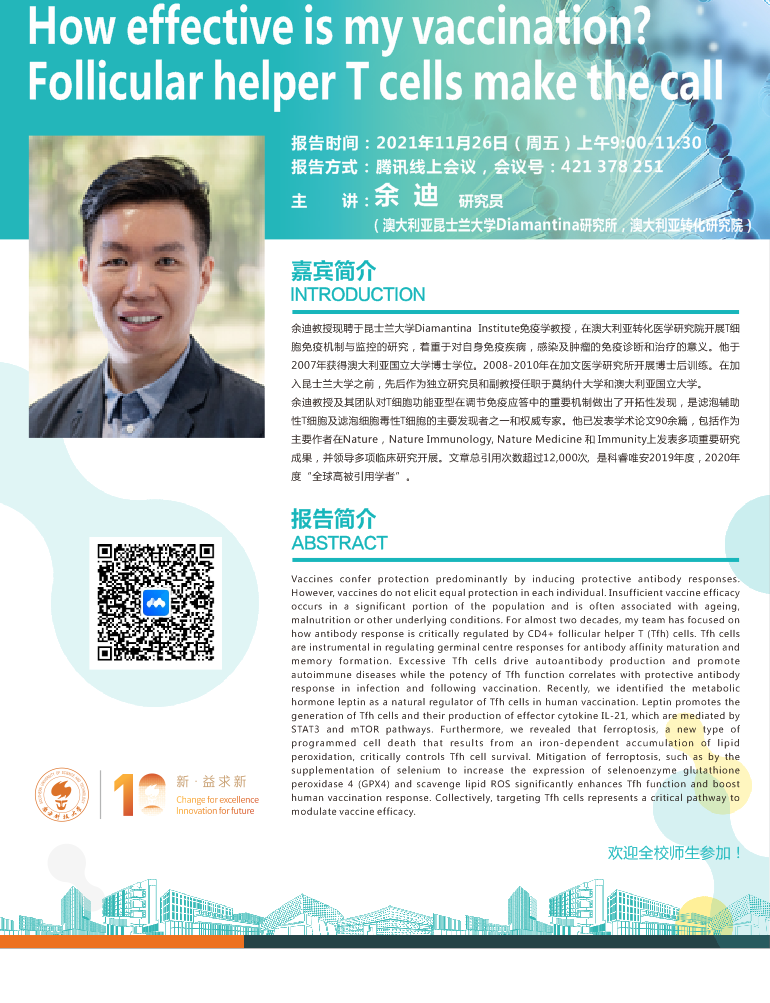 How effective is my vaccination?
Follicular helper T cells make the call
报告时间：2021年11月26日（周五）上午9:00-11:30
报告方式：腾讯线上会议，会议号：421 378 251
主 讲：余 迪 研究员
（澳大利亚昆士兰大学Diamantina研究所，澳大利亚转化研究院）
嘉宾简介
INTRODUCTION
余迪教授现聘于昆士兰大学Diamantina Institute免疫学教授，在澳大利亚转化医学研究院开展T细
胞免疫机制与监控的研究，着重于对自身免疫疾病，感染及肿瘤的免疫诊断和治疗的意义。他于
2007年获得澳大利亚国立大学博士学位。2008-2010年在加文医学研究所开展博士后训练。在加
入昆士兰大学之前，先后作为独立研究员和副教授任职于莫纳什大学和澳大利亚国立大学。
余迪教授及其团队对T细胞功能亚型在调节免疫应答中的重要机制做出了开拓性发现，是滤泡辅助
性T细胞及滤泡细胞毒性T细胞的主要发现者之一和权威专家。他已发表学术论文90余篇，包括作为
主要作者在Nature，Nature Immunology, Nature Medicine 和 Immunity上发表多项重要研究
成果，并领导多项临床研究开展。文章总引用次数超过12,000次, 是科睿唯安2019年度，2020年
度“全球高被引用学者”。
报告简介
ABSTRACT
Vaccines confer protection predominantly by inducing protective antibody responses.
However, vaccines do not elicit equal protection in each individual. Insufficient vaccine efficacy
occurs in a significant portion of the population and is often associated with ageing,
malnutrition or other underlying conditions. For almost two decades, my team has focused on
how antibody response is critically regulated by CD4+ follicular helper T (Tfh) cells. Tfh cells
are instrumental in regulating germinal centre responses for antibody affinity maturation and
memory formation. Excessive Tfh cells drive autoantibody production and promote
autoimmune diseases while the potency of Tfh function correlates with protective antibody
response in infection and following vaccination. Recently, we identified the metabolic
hormone leptin as a natural regulator of Tfh cells in human vaccination. Leptin promotes the
generation of Tfh cells and their production of effector cytokine IL-21, which are mediated by
STAT3 and mTOR pathways. Furthermore, we revealed that ferroptosis, a new type of
programmed cell death that results from an iron-dependent accumulation of lipid
peroxidation, critically controls Tfh cell survival. Mitigation of ferroptosis, such as by the
supplementation of selenium to increase the expression of selenoenzyme glutathione
peroxidase 4 (GPX4) and scavenge lipid ROS significantly enhances Tfh function and boost
human vaccination response. Collectively, targeting Tfh cells represents a critical pathway to
modulate vaccine efficacy.
新·益求新
Change for excellence
Innovation for future
欢迎全校师生参加！